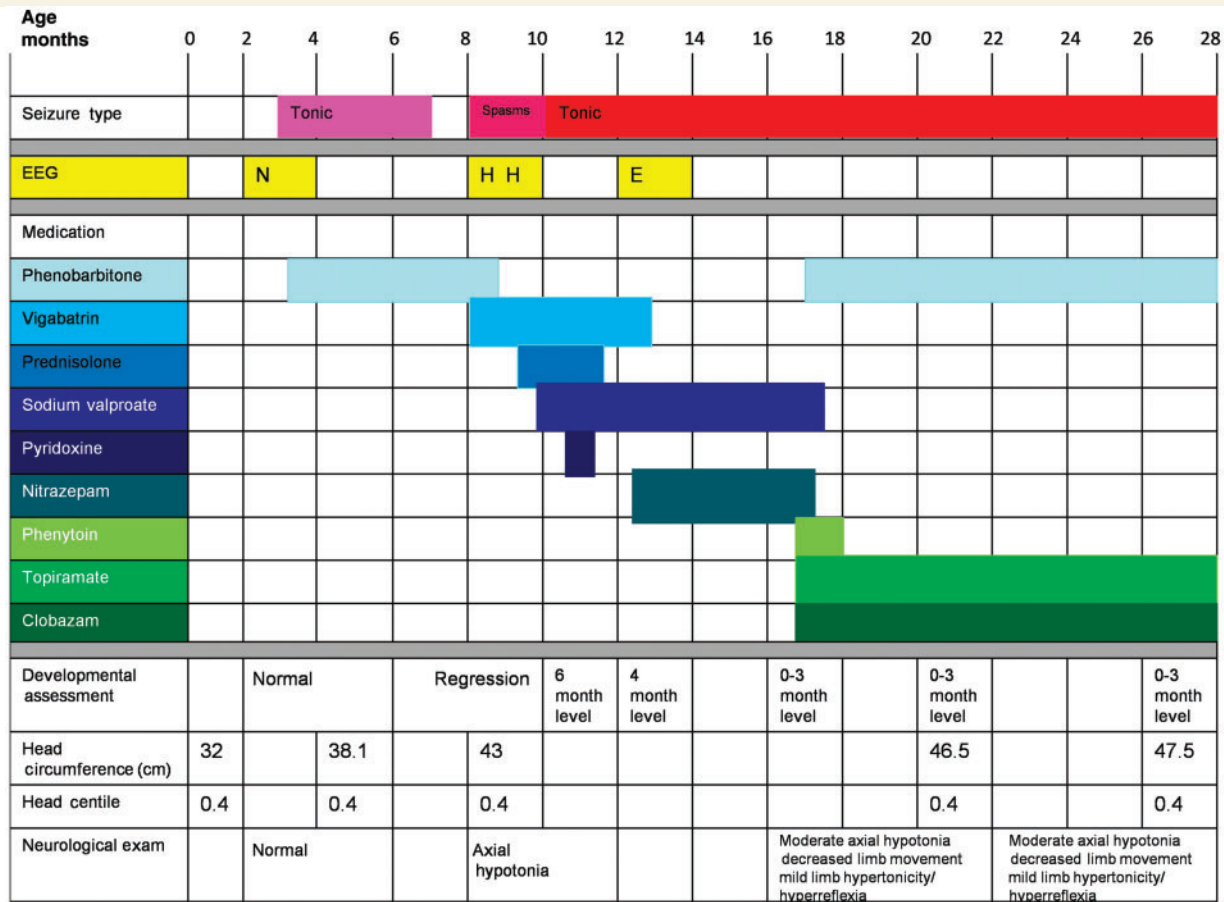 Age
months 0 2 4 6 8 10 12 14 16 18 20 22 24 26 28
Seizure type Tonic Spasms Tonic
EEG N H H E
Medication
Phenobarbitone
Vigabatrin
Prednisolone
Sodium valproate
Pyridoxine
Nitrazepam
Phenytoin
Topiramate
Clobazam
Developmental assessment Normal Regression 6 month level 4 month level 0-3 month level 0-3 month level 0-3 month level
Head circumference (cm) 32 38.1 43 46.5 47.5
Head centile 0.4 0.4 0.4 0.4 0.4
Neurological exam Normal Axial hypotonia
Moderate axial hypotonia
decreased limb movement
mild limb hypertonicity/
hyperreflexia
Moderate axial hypotonia
decreased limb movement
mild limb hypertonicity/
hyperreflexia